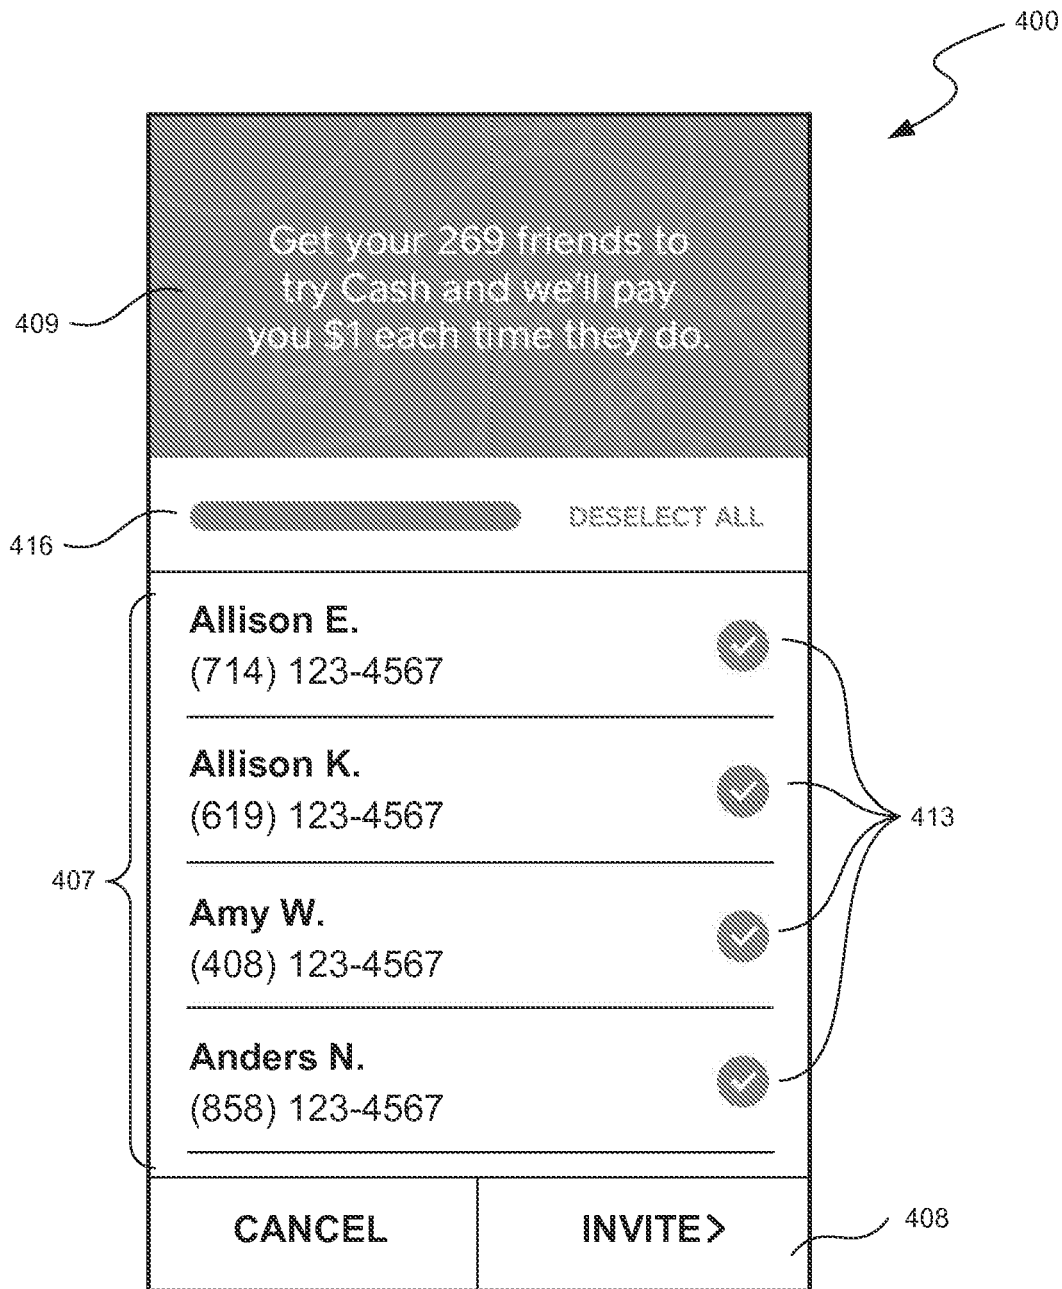 400
Get your 269 friends to
try Cash and we'll pay
you $1 each time they do.
409
416
DESELECT ALL
Allison E.
(714) 123-4567
Allison K.
(619) 123-4567
413
407
Amy W.
(408) 123-4567
Anders N.
(858) 123-4567
CANCEL
INVITE>
408